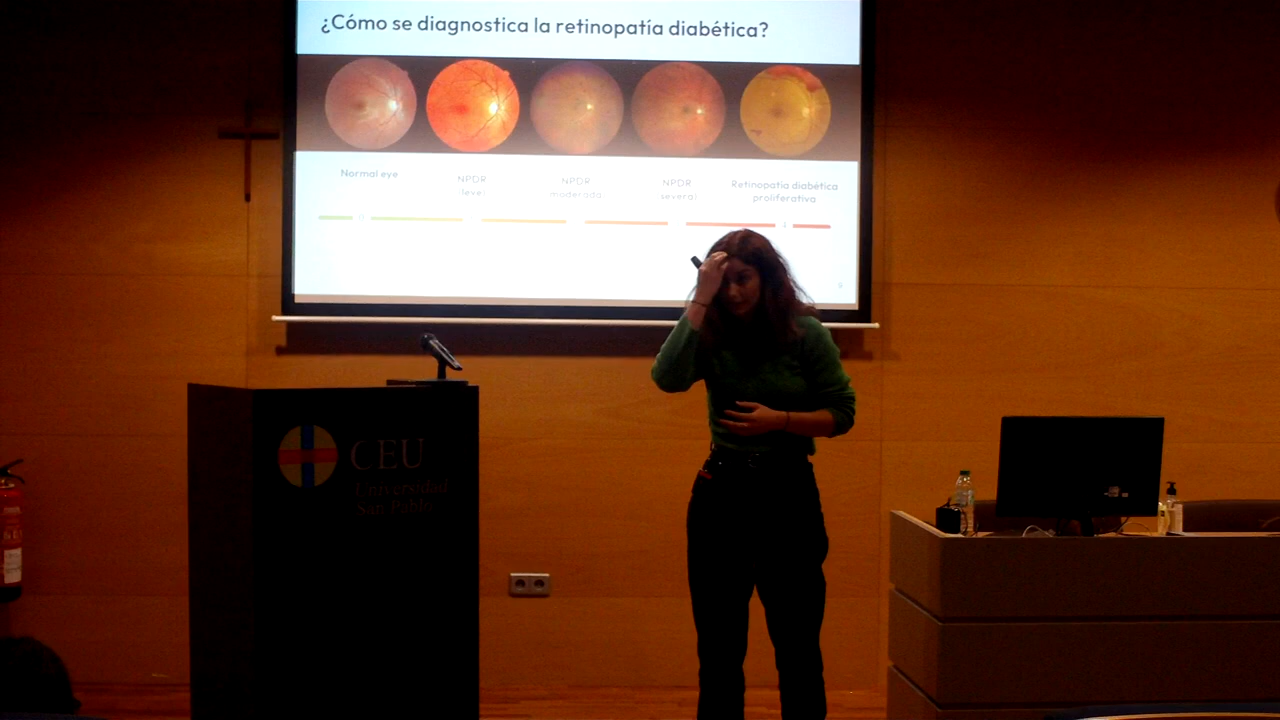 ¿Cómo se diagnostica la retinopatía diabética?
Normal eye
NPDR
(leve)
NPDR
moderada
NPDR
severa)
Retinopatía diabética
proliferativa
CEU
Universidad
San Pablo